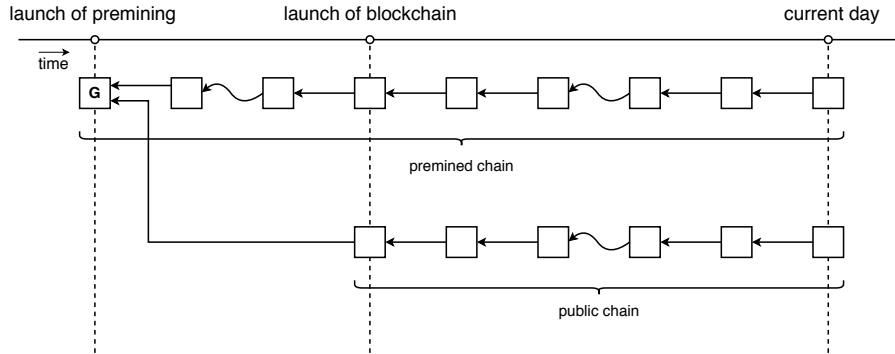 launch of premining
launch of blockchain
current day
time
G
premined chain
public chain